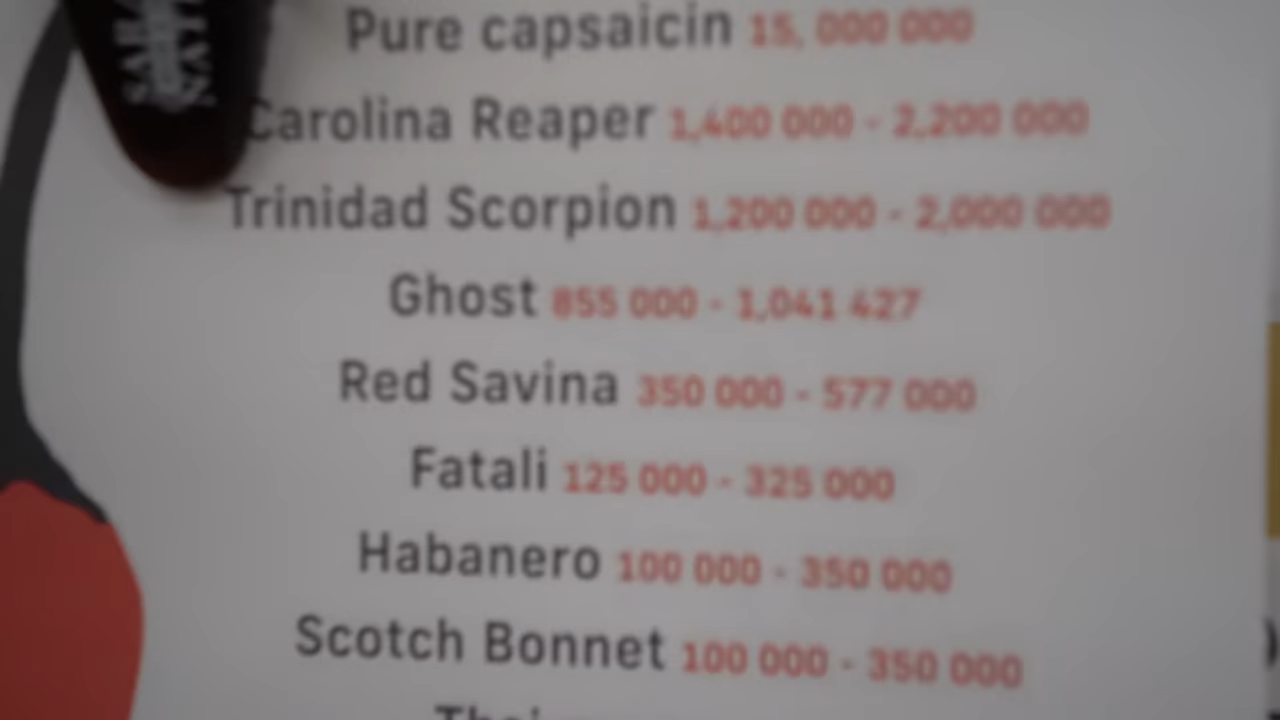 Pure capsaicin 15, 000 000
Carolina Reaper 1,400 000 - 2,200 000
Trinidad Scorpion 1,200 000 - 2,000 000
Ghost 855 000 - 1,041 427
Red Savina 350 000 - 577 000
Fatali 125 000 - 325 000
Habanero 100 000 - 350 000
Scotch Bonnet 100 000 - 350 000